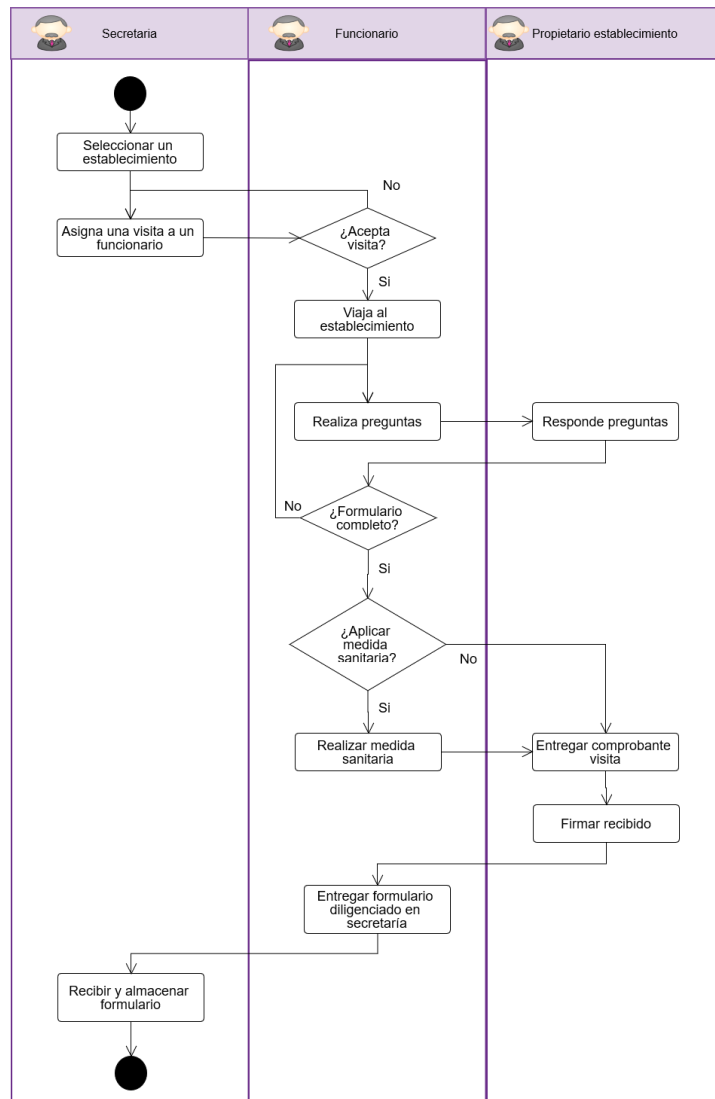 Secretaria
Funcionario
Propietario establecimiento
Seleccionar un
establecimiento
No
Asigna una visita a un
funcionario
¿Acepta
visita?
Si
Viaja al
establecimiento
Realiza preguntas
Responde preguntas
No
¿Formulario
completo?
Si
¿Aplicar
medida
sanitaria?
No
Si
Realizar medida
sanitaria
Entregar comprobante
visita
Firmar recibido
Entregar formulario
diligenciado en
secretaría
Recibir y almacenar
formulario